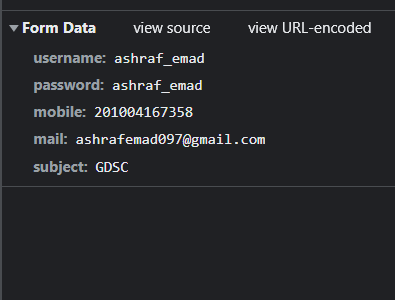 Form Data view source view URL-encoded
username: ashraf_emad
password: ashraf_emad
mobile: 201004167358
mail: ashrafemad097@gmail.com
subject: GDSC